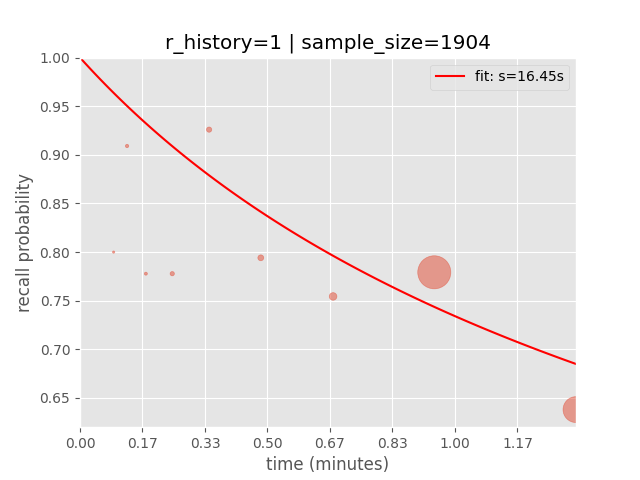 r_history=1 | sample_size=1904
fit: s=16.45s
1.00
0.95
0.90
0.85
0.80
0.75
0.70
0.65
recall probability
0.00 0.17 0.33 0.50 0.67 0.83 1.00 1.17
time (minutes)